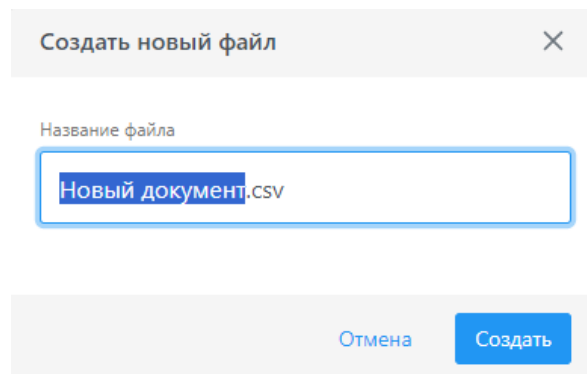 Создать новый файл
Название файла
Новый документ.csv
Отмена
Создать